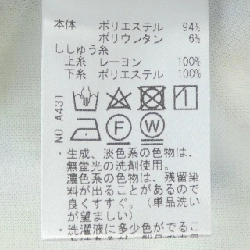 本体 ポリエステル 94%
ポリウレタン 6%
ししゅう糸
上糸 レーヨン 100%
下糸 ポリエステル 100%
NO A431
F W
・生成、淡色系の色物は、
無蛍光の洗剤使用。
濃色系の色物は、残留染
料が出ることがあるので
良くすすぐ。（単品洗い
が望ましい）
・洗濯液に多少色がでるこ